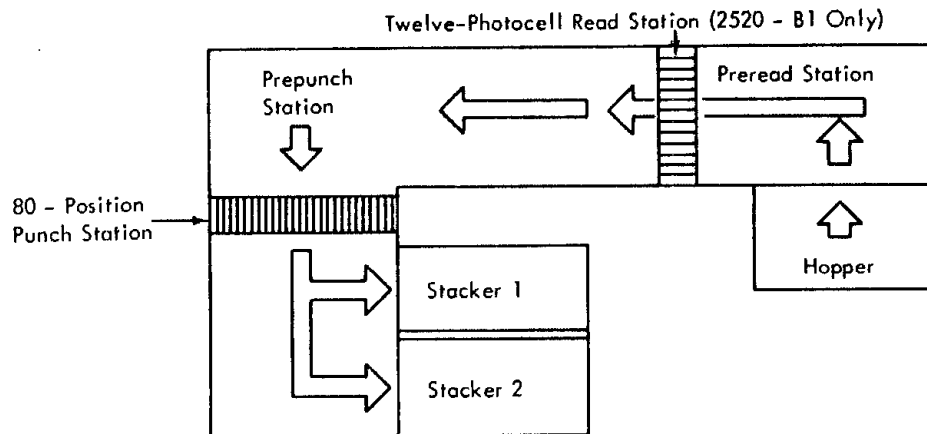 Twelve-Photocell Read Station (2520 - B1 Only)
Prepunch
Station
Preread Station
80 - Position
Punch Station
Hopper
Stacker 1
Stacker 2